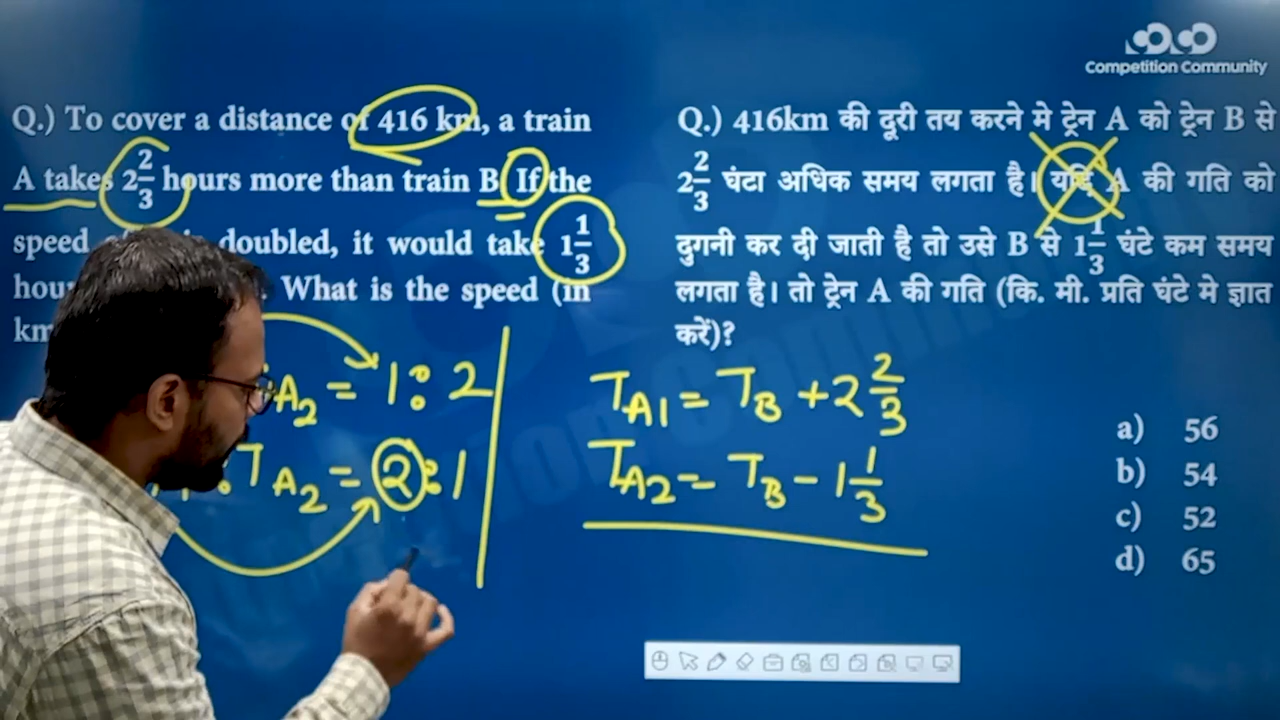 Competition Community
Q.) To cover a distance of 416 km, a train
A takes 2 2/3 hours more than train B. If the
speed doubled, it would take 1 1/3
What is the speed (in
Q.) 416km की दूरी तय करने मे ट्रेन A को ट्रेन B से
2 2/3 घंटा अधिक समय लगता है। यदि A की गति को
दुगनी कर दी जाती है तो उसे B से 1 1/3 घंटे कम समय
लगता है। तो ट्रेन A की गति (कि. मी. प्रति घंटे मे ज्ञात
करें)?
A2 = 1 : 2
: TA2 = 2 : 1
TA1 = TB + 2 2/3
TA2 = TB - 1 1/3
a) 56
b) 54
c) 52
d) 65